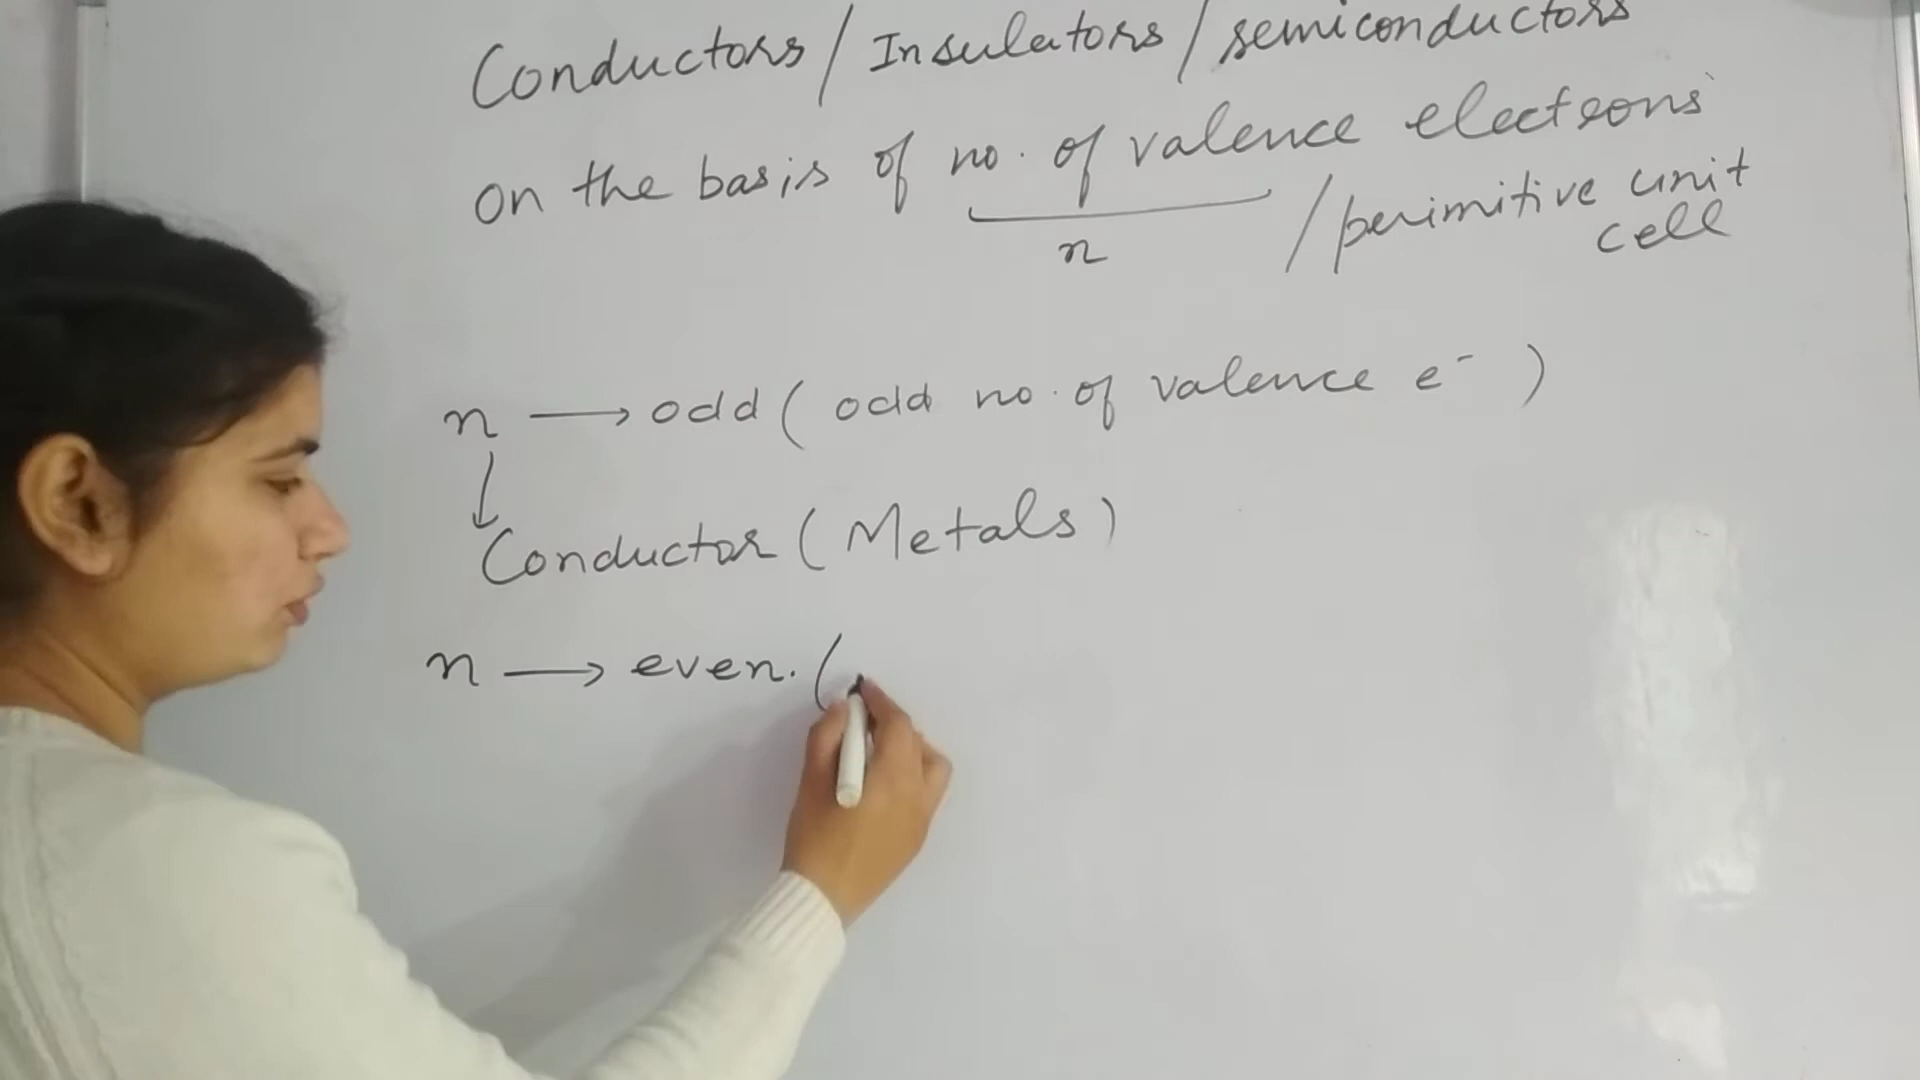 Conductors / Insulators / semiconductors
on the basis of no. of valence electrons
n / perimitive unit
cell
n → odd ( odd no. of valence e⁻ )
↓
Conductor ( Metals )
n → even. (